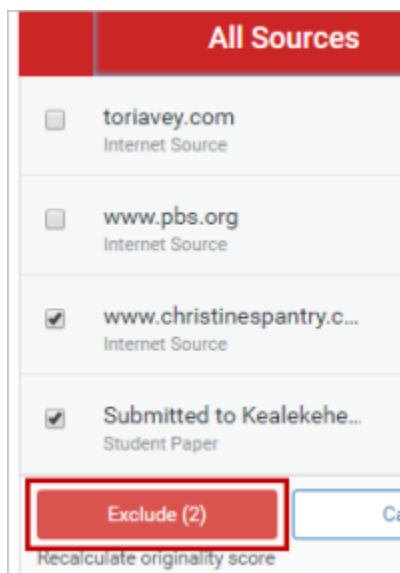 All Sources
toriavey.com
Internet Source
www.pbs.org
Internet Source
www.christinespantry.c...
Internet Source
Submitted to Kealekehe...
Student Paper
Exclude (2)
Recalculate originality score